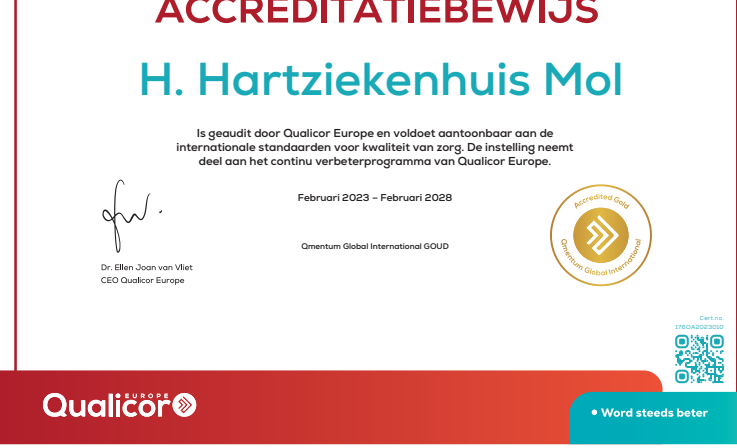 ACCREDITATIEBEWIJS
H. Hartziekenhuis Mol
Is geaudit door Qualicor Europe en voldoet aantoonbaar aan de
internationale standaarden voor kwaliteit van zorg. De instelling neemt
deel aan het continu verbeterprogramma van Qualicor Europe.
Februari 2023 – Februari 2028
Qmentum Global International GOUD
Dr. Ellen Joan van Vliet
CEO Qualicor Europe
Accredited Gold
Qmentum Global International
Cert.no.
176OA2023010
EUROPE
Qualicor
• Word steeds beter